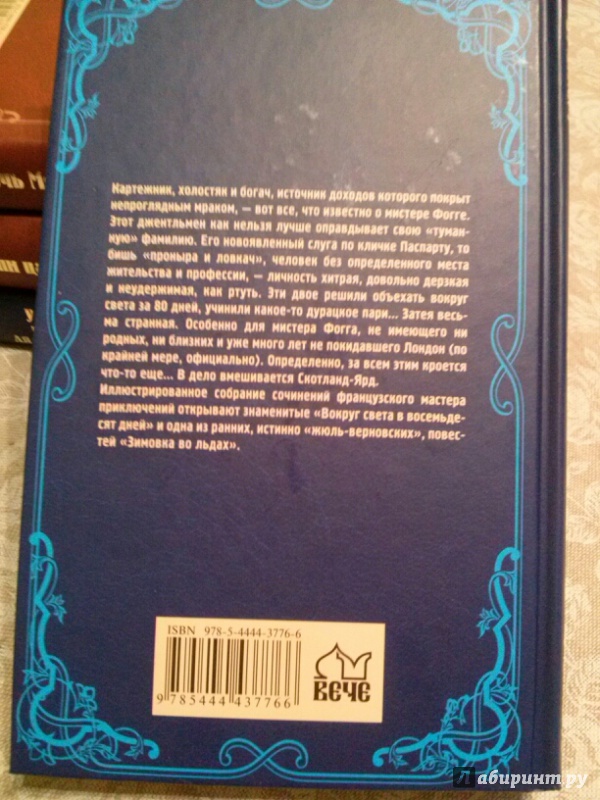 Картежник, холостяк и богач, источник доходов которого покрыт
непроглядным мраком, — вот все, что известно о мистере Фогге.
Этот джентльмен как нельзя лучше оправдывает свою «туман-
ную» фамилию. Его новоявленный слуга по кличке Паспарту, то
бишь «проныра и ловкач», человек без определенного места
жительства и профессии, — личность хитрая, довольно дерзкая
и неудержимая, как ртуть. Эти двое решили объехать вокруг
света за 80 дней, учинили какое-то дурацкое пари... Затея весь-
ма странная. Особенно для мистера Фогга, не имеющего ни
родных, ни близких и уже много лет не покидавшего Лондон (по
крайней мере, официально). Определенно, за всем этим кроется
что-то еще... В дело вмешивается Скотланд-Ярд.
Иллюстрированное собрание сочинений французского мастера
приключений открывают знаменитые «Вокруг света в восемьде-
сят дней» и одна из ранних, истинно «жюль-верновских», повес-
тей «Зимовка во льдах».
ISBN 978-5-4444-3776-6
9 785444 437766
ВЕЧЕ
Лабиринт.ру